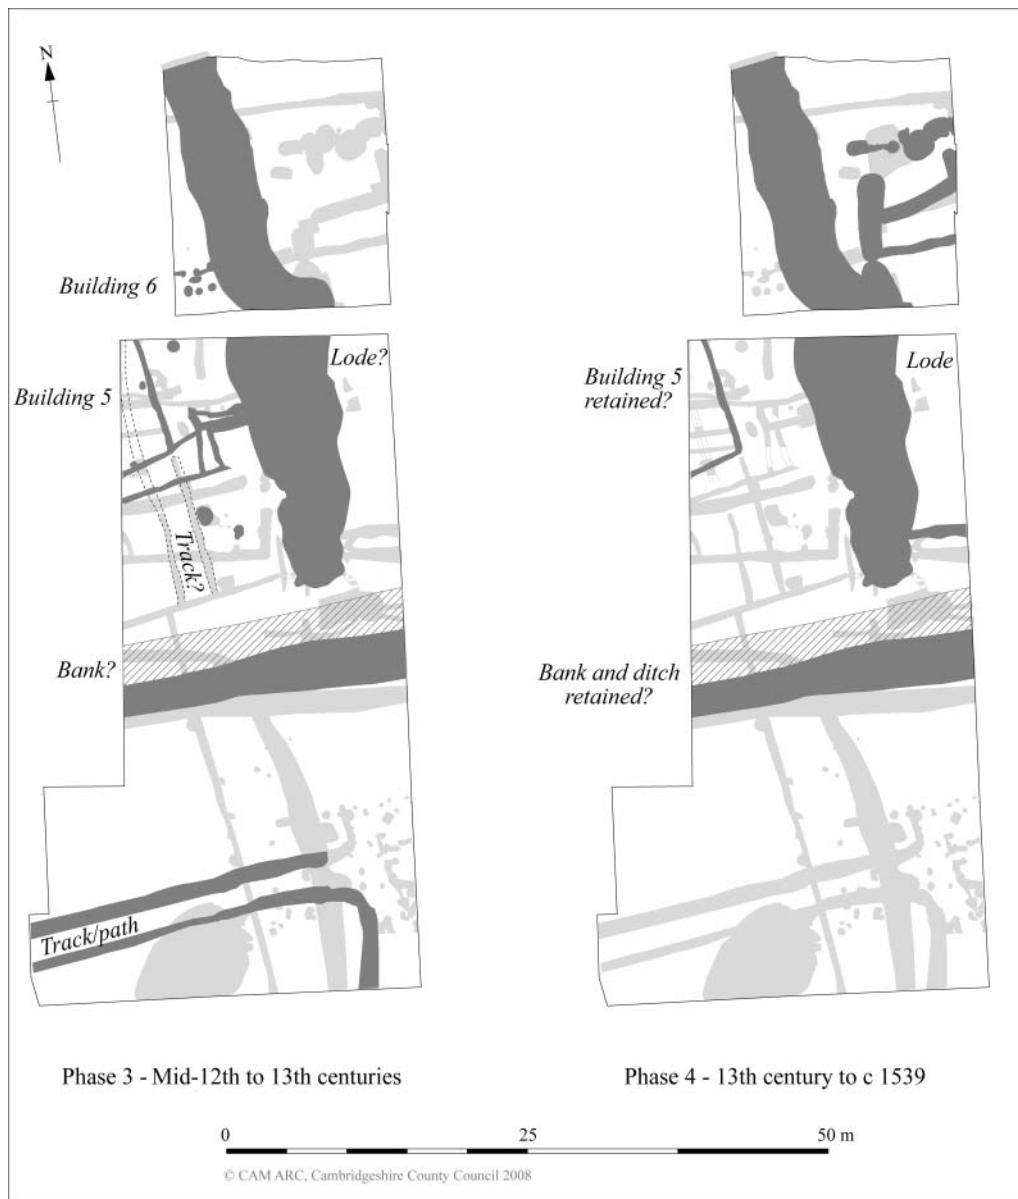 N
Building 6
Lode?
Building 5
Track?
Bank?
Track/path
Lode
Building 5
retained?
Bank and ditch
retained?
Phase 3 - Mid-12th to 13th centuries
Phase 4 - 13th century to c 1539
0 25 50 m
© CAM ARC, Cambridgeshire County Council 2008